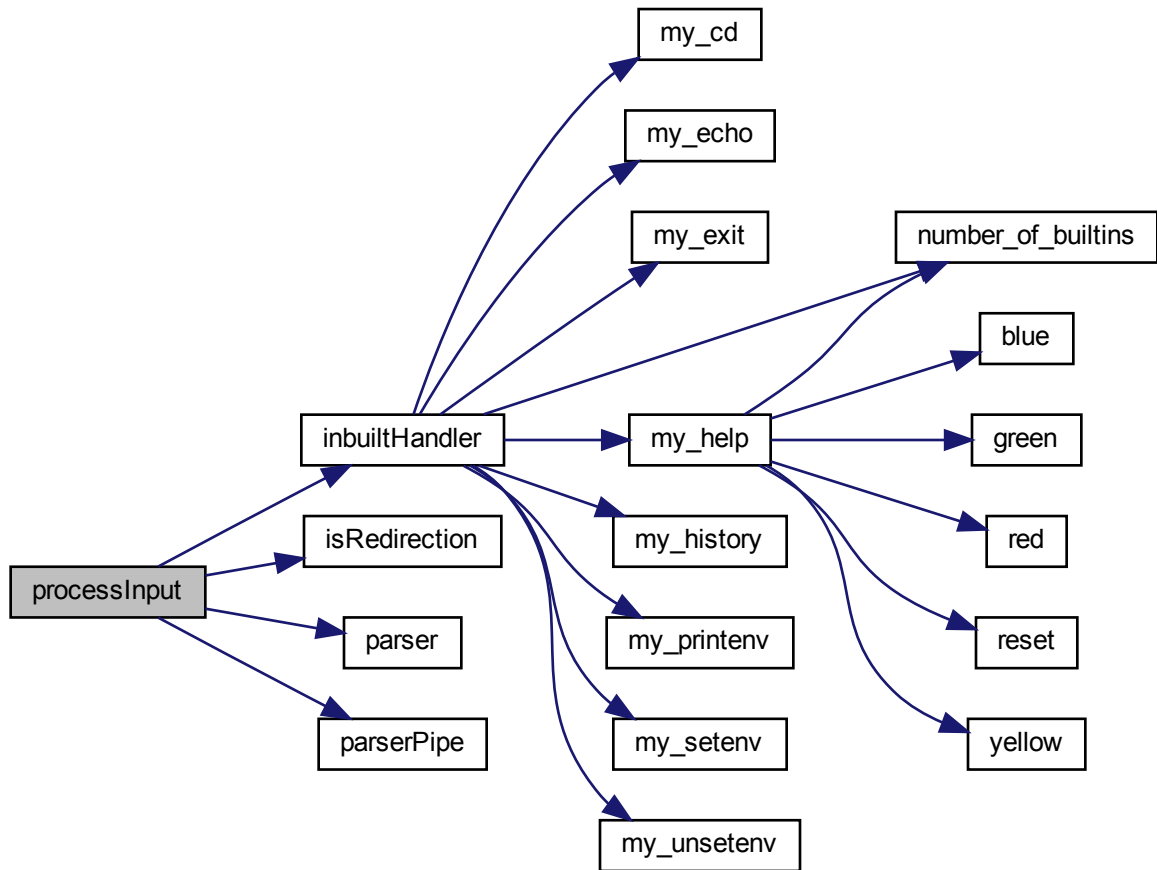 my_cd
my_echo
my_exit
number_of_builtins
blue
inbuiltHandler
my_help
green
isRedirection
my_history
red
processInput
parser
my_printenv
reset
parserPipe
my_setenv
yellow
my_unsetenv